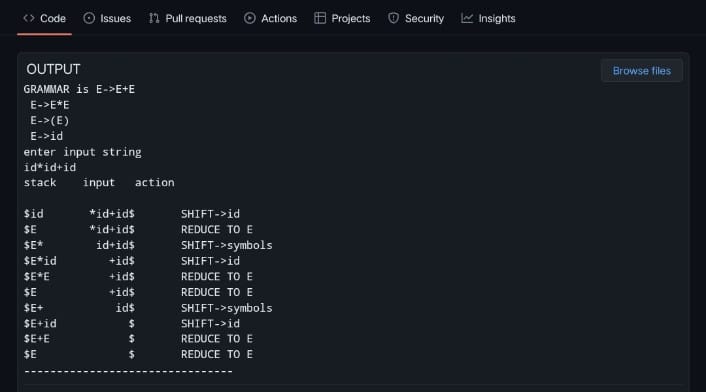 <> Code Issues Pull requests Actions Projects Security Insights
OUTPUT
Browse files
GRAMMAR is E->E+E
E->E*E
E->(E)
E->id
enter input string
id*id+id
stack input action
$id *id+id$ SHIFT->id
$E *id+id$ REDUCE TO E
$E* id+id$ SHIFT->symbols
$E*id +id$ SHIFT->id
$E*E +id$ REDUCE TO E
$E +id$ REDUCE TO E
$E+ id$ SHIFT->symbols
$E+id $ SHIFT->id
$E+E $ REDUCE TO E
$E $ REDUCE TO E
--------------------------------